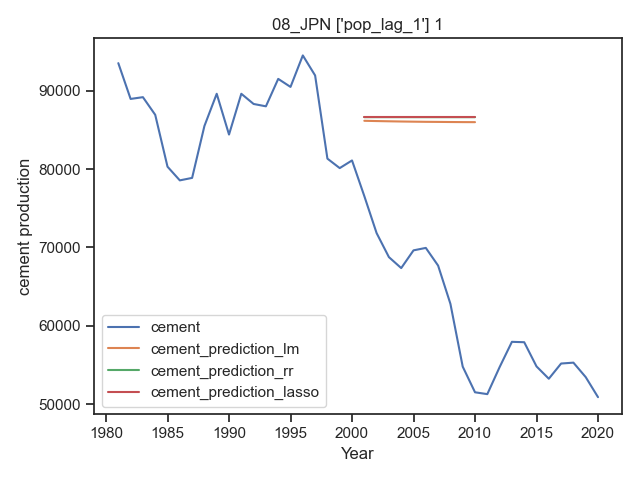 08_JPN ['pop_lag_1'] 1
cement production
90000
80000
70000
60000
50000
cement
cement_prediction_lm
cement_prediction_rr
cement_prediction_lasso
1980 1985 1990 1995 2000 2005 2010 2015 2020
Year